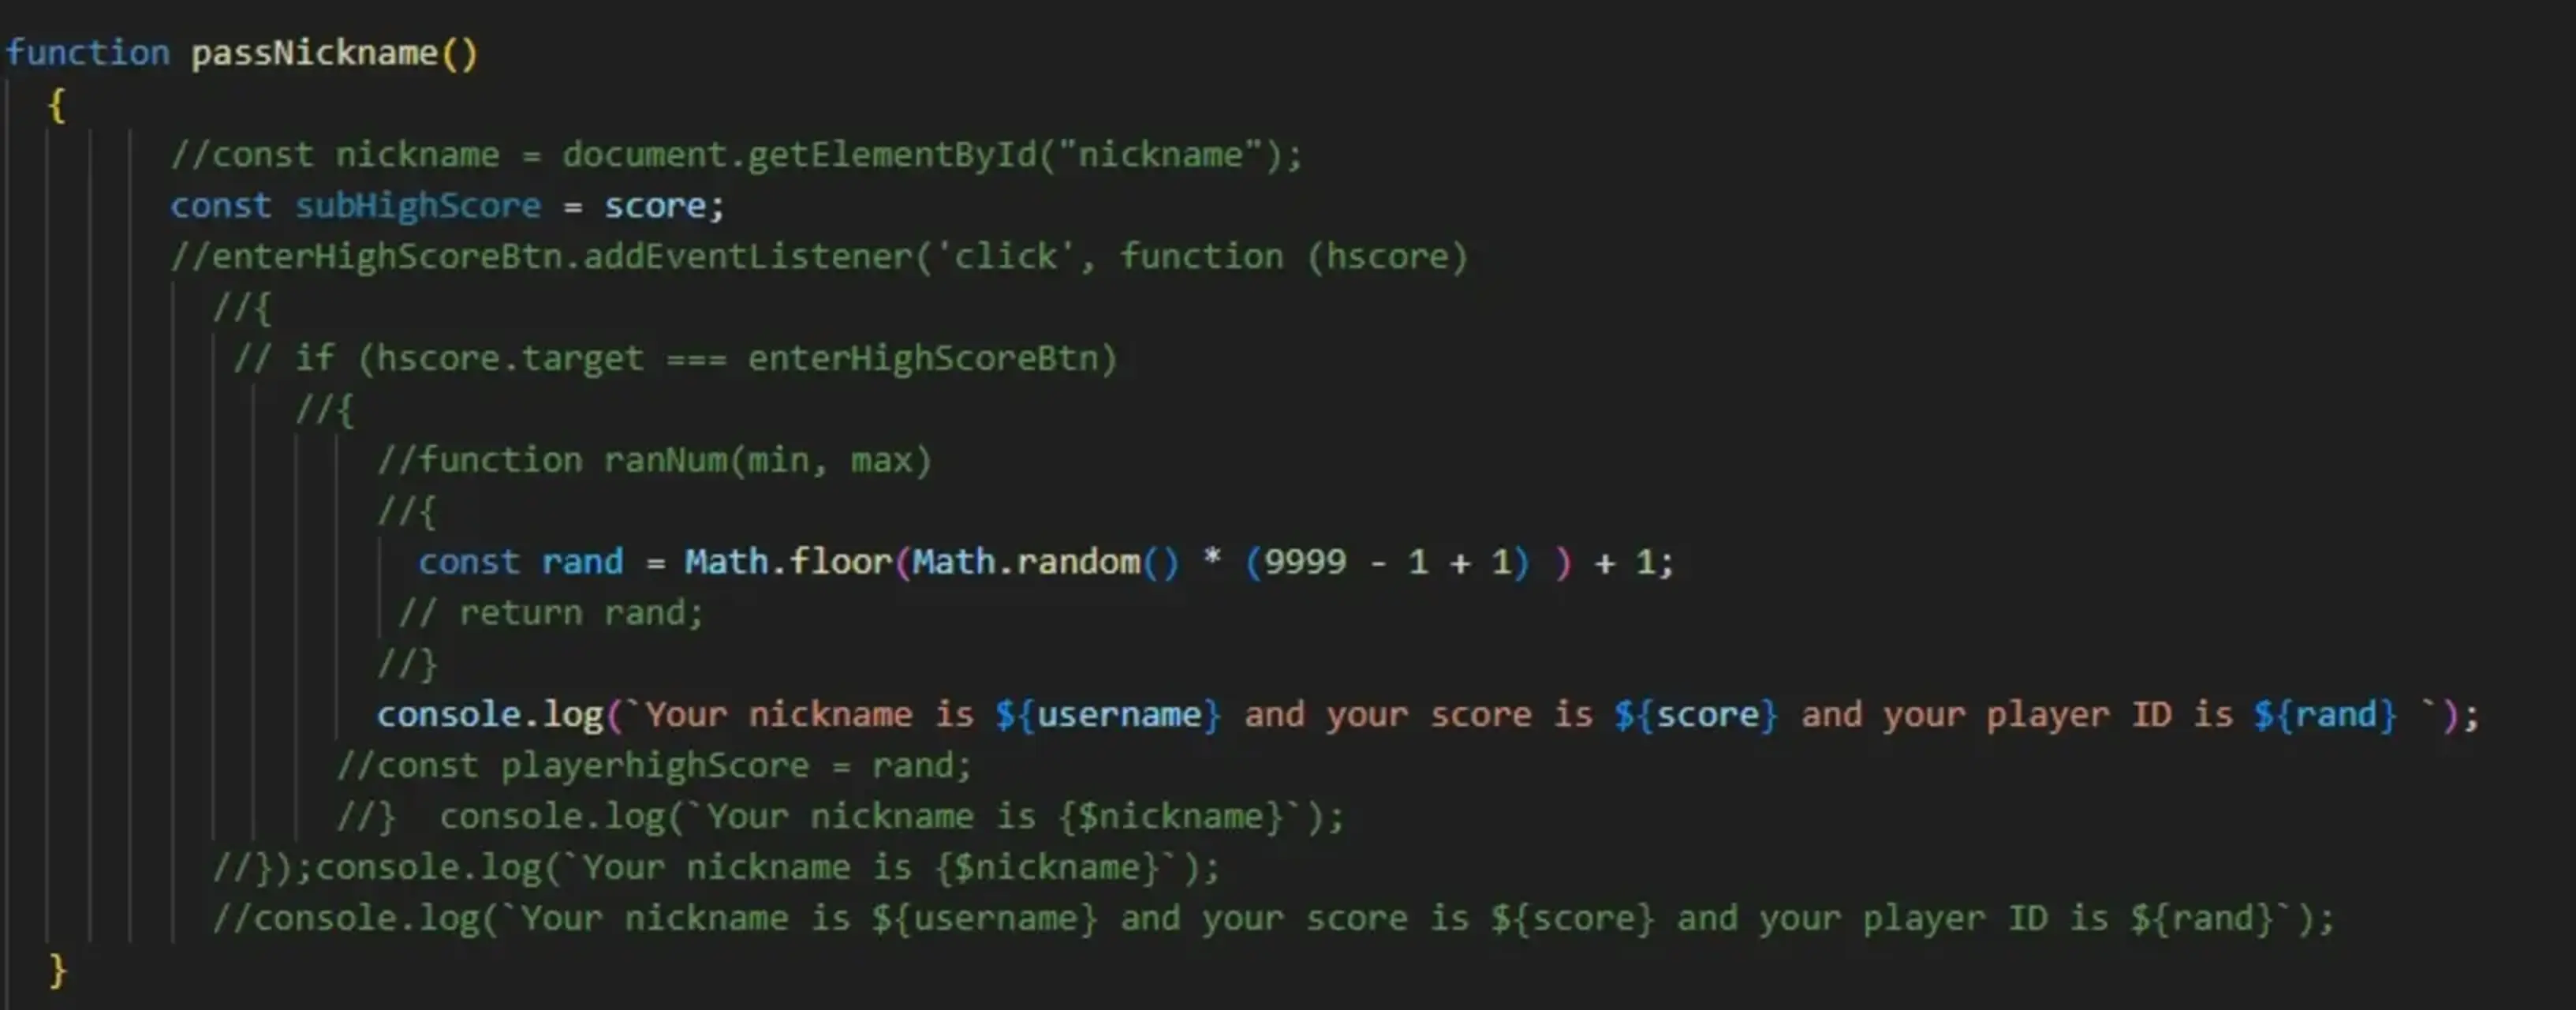 function passNickname()
{
//const nickname = document.getElementById("nickname");
const subHighScore = score;
//enterHighScoreBtn.addEventListener('click', function (hscore)
//{
// if (hscore.target === enterHighScoreBtn)
//{
//function ranNum(min, max)
//{
const rand = Math.floor(Math.random() * (9999 - 1 + 1) ) + 1;
// return rand;
//}
console.log(`Your nickname is ${username} and your score is ${score} and your player ID is ${rand} `);
//const playerhighScore = rand;
//}  console.log(`Your nickname is {$nickname}`);
//});console.log(`Your nickname is {$nickname}`);
//console.log(`Your nickname is ${username} and your score is ${score} and your player ID is ${rand}`);
}